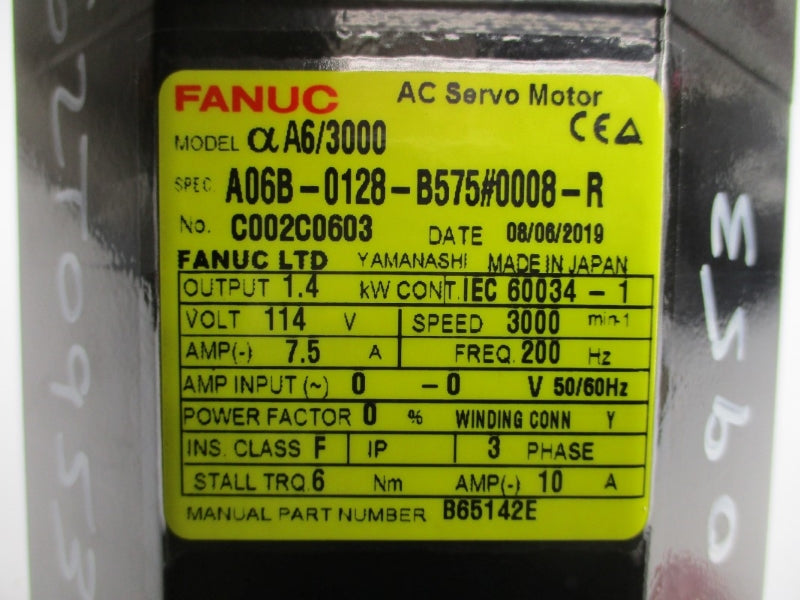 FANUC AC Servo Motor
CE
MODEL αA6/3000
SPEC A06B-0128-B575#0008-R
No. C002C0603 DATE 08/06/2019
FANUC LTD YAMANASHI MADE IN JAPAN
OUTPUT 1.4 kW CONT. IEC 60034-1
VOLT 114 V SPEED 3000 min-1
AMP(-) 7.5 A FREQ. 200 Hz
AMP INPUT (~) 0 -0 V 50/60Hz
POWER FACTOR 0 % WINDING CONN Y
INS. CLASS F IP 3 PHASE
STALL TRQ. 6 Nm AMP(-) 10 A
MANUAL PART NUMBER B65142E